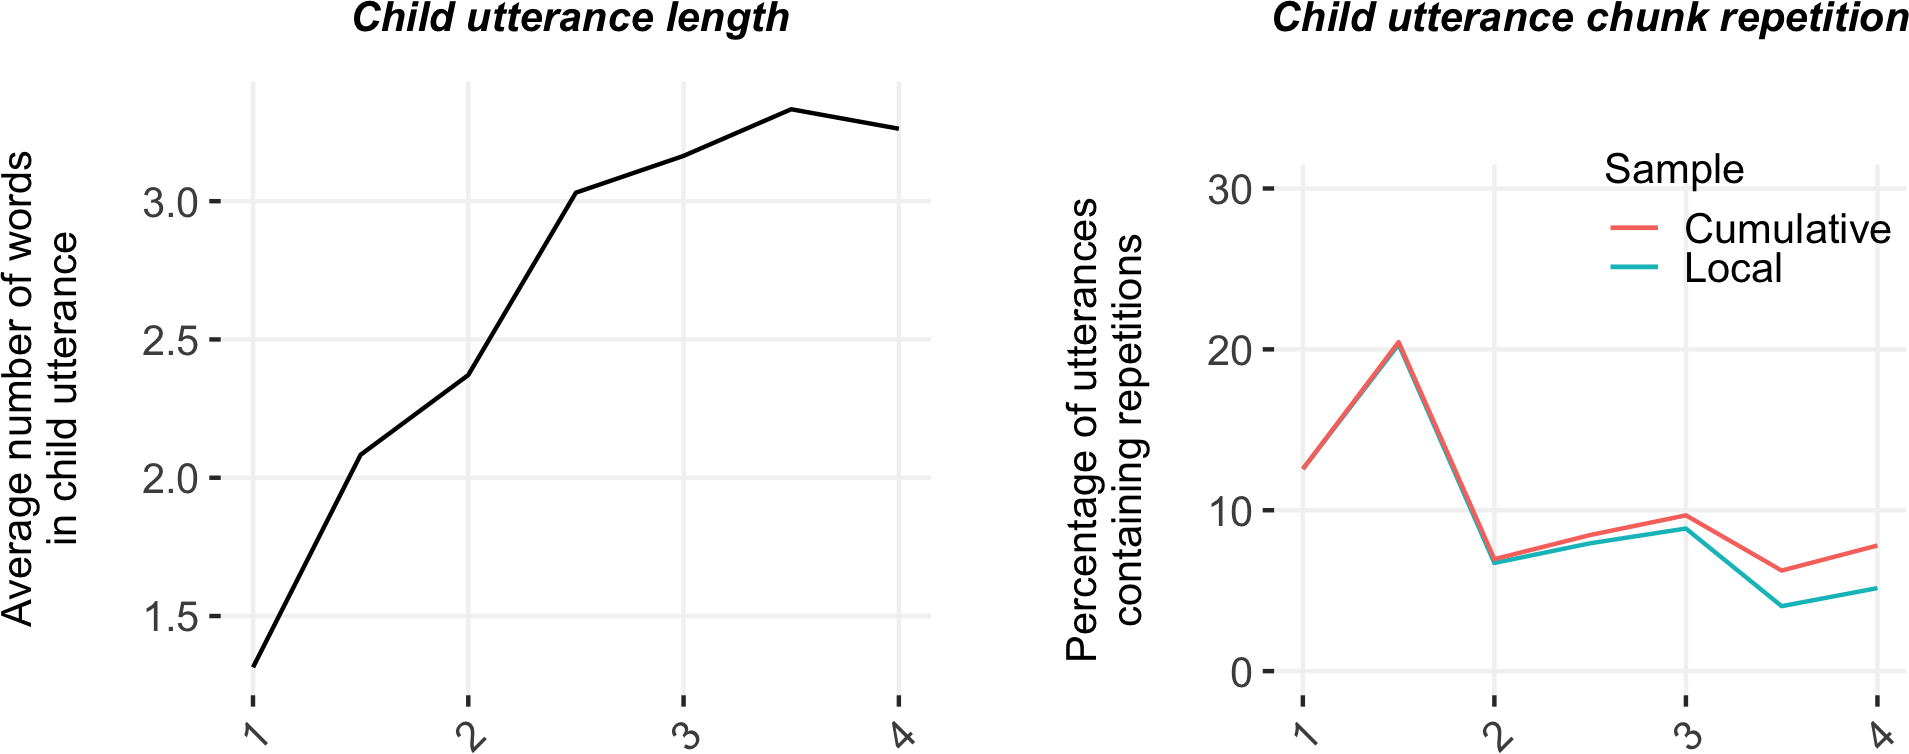 Child utterance length
Average number of words
in child utterance
3.0
2.5
2.0
1.5
1
2
3
4
Child utterance chunk repetition
Percentage of utterances
containing repetitions
30
20
10
0
Sample
Cumulative
Local
1
2
3
4